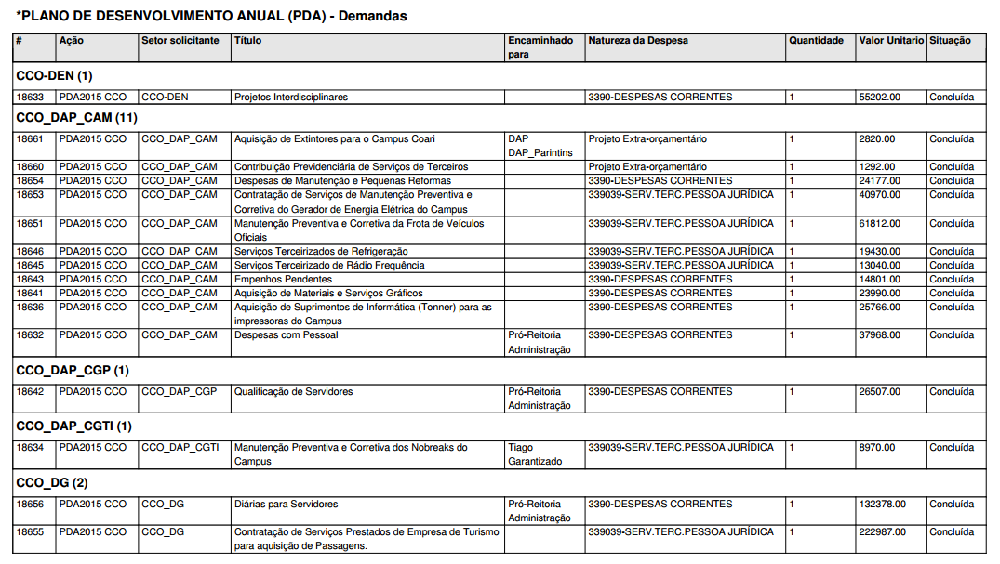 *PLANO DE DESENVOLVIMENTO ANUAL (PDA) - Demandas
# Ação Setor solicitante Título Encaminhado para Natureza da Despesa Quantidade Valor Unitario Situação
CCO-DEN (1)
18633 PDA2015 CCO CCO-DEN Projetos Interdisciplinares 3390-DESPESAS CORRENTES 1 55202.00 Concluída
CCO_DAP_CAM (11)
18661 PDA2015 CCO CCO_DAP_CAM Aquisição de Extintores para o Campus Coari DAP DAP_Parintins Projeto Extra-orçamentário 1 2820.00 Concluída
18660 PDA2015 CCO CCO_DAP_CAM Contribuição Previdenciária de Serviços de Terceiros Projeto Extra-orçamentário 1 1292.00 Concluída
18654 PDA2015 CCO CCO_DAP_CAM Despesas de Manutenção e Pequenas Reformas 3390-DESPESAS CORRENTES 1 24177.00 Concluída
18653 PDA2015 CCO CCO_DAP_CAM Contratação de Serviços de Manutenção Preventiva e Corretiva do Gerador de Energia Elétrica do Campus 339039-SERV.TERC.PESSOA JURÍDICA 1 40970.00 Concluída
18651 PDA2015 CCO CCO_DAP_CAM Manutenção Preventiva e Corretiva da Frota de Veículos Oficiais 339039-SERV.TERC.PESSOA JURÍDICA 1 61812.00 Concluída
18646 PDA2015 CCO CCO_DAP_CAM Serviços Terceirizados de Refrigeração 339039-SERV.TERC.PESSOA JURÍDICA 1 19430.00 Concluída
18645 PDA2015 CCO CCO_DAP_CAM Serviços Terceirizado de Rádio Frequência 339039-SERV.TERC.PESSOA JURÍDICA 1 13040.00 Concluída
18643 PDA2015 CCO CCO_DAP_CAM Empenhos Pendentes 3390-DESPESAS CORRENTES 1 14801.00 Concluída
18641 PDA2015 CCO CCO_DAP_CAM Aquisição de Materiais e Serviços Gráficos 3390-DESPESAS CORRENTES 1 23990.00 Concluída
18636 PDA2015 CCO CCO_DAP_CAM Aquisição de Suprimentos de Informática (Tonner) para as impressoras do Campus 3390-DESPESAS CORRENTES 1 25766.00 Concluída
18632 PDA2015 CCO CCO_DAP_CAM Despesas com Pessoal Pró-Reitoria Administração 3390-DESPESAS CORRENTES 1 37968.00 Concluída
CCO_DAP_CGP (1)
18642 PDA2015 CCO CCO_DAP_CGP Qualificação de Servidores Pró-Reitoria Administração 3390-DESPESAS CORRENTES 1 26507.00 Concluída
CCO_DAP_CGTI (1)
18634 PDA2015 CCO CCO_DAP_CGTI Manutenção Preventiva e Corretiva dos Nobreaks do Campus Tiago Garantizado 339039-SERV.TERC.PESSOA JURÍDICA 1 8970.00 Concluída
CCO_DG (2)
18656 PDA2015 CCO CCO_DG Diárias para Servidores Pró-Reitoria Administração 3390-DESPESAS CORRENTES 1 132378.00 Concluída
18655 PDA2015 CCO CCO_DG Contratação de Serviços Prestados de Empresa de Turismo para aquisição de Passagens. 339039-SERV.TERC.PESSOA JURÍDICA 1 222987.00 Concluída